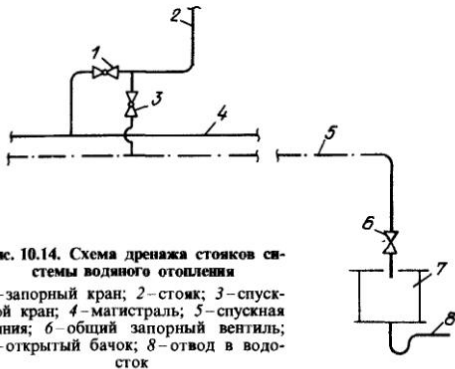 1
2
3
4
5
6
7
8
ис. 10.14. Схема дренажа стояков си-
стемы водяного отопления
-запорный кран; 2–стояк; 3–спуск-
ой кран; 4–магистраль; 5–спускная
ания; 6–общий запорный вентиль;
-открытый бачок; 8–отвод в водо-
сток